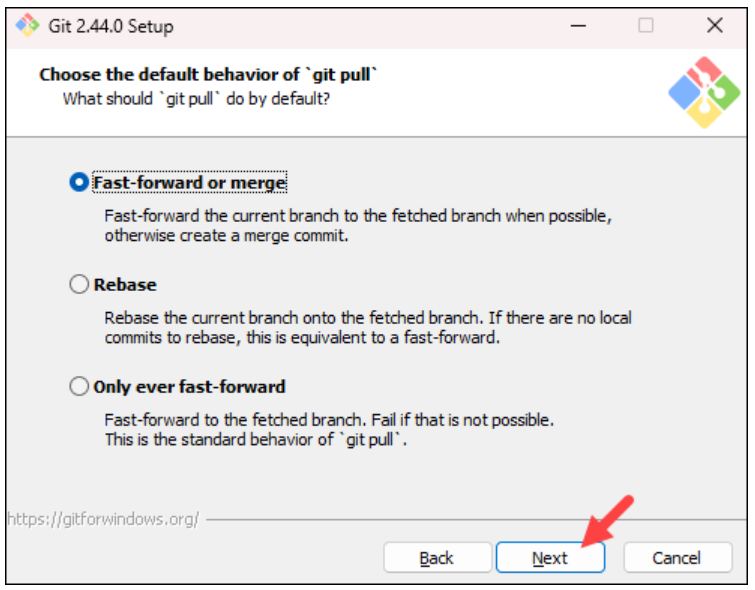 Git 2.44.0 Setup
Choose the default behavior of `git pull`
What should `git pull` do by default?
Fast-forward or merge
Fast-forward the current branch to the fetched branch when possible,
otherwise create a merge commit.
Rebase
Rebase the current branch onto the fetched branch. If there are no local
commits to rebase, this is equivalent to a fast-forward.
Only ever fast-forward
Fast-forward to the fetched branch. Fail if that is not possible.
This is the standard behavior of `git pull`.
https://gitforwindows.org/
Back Next Cancel